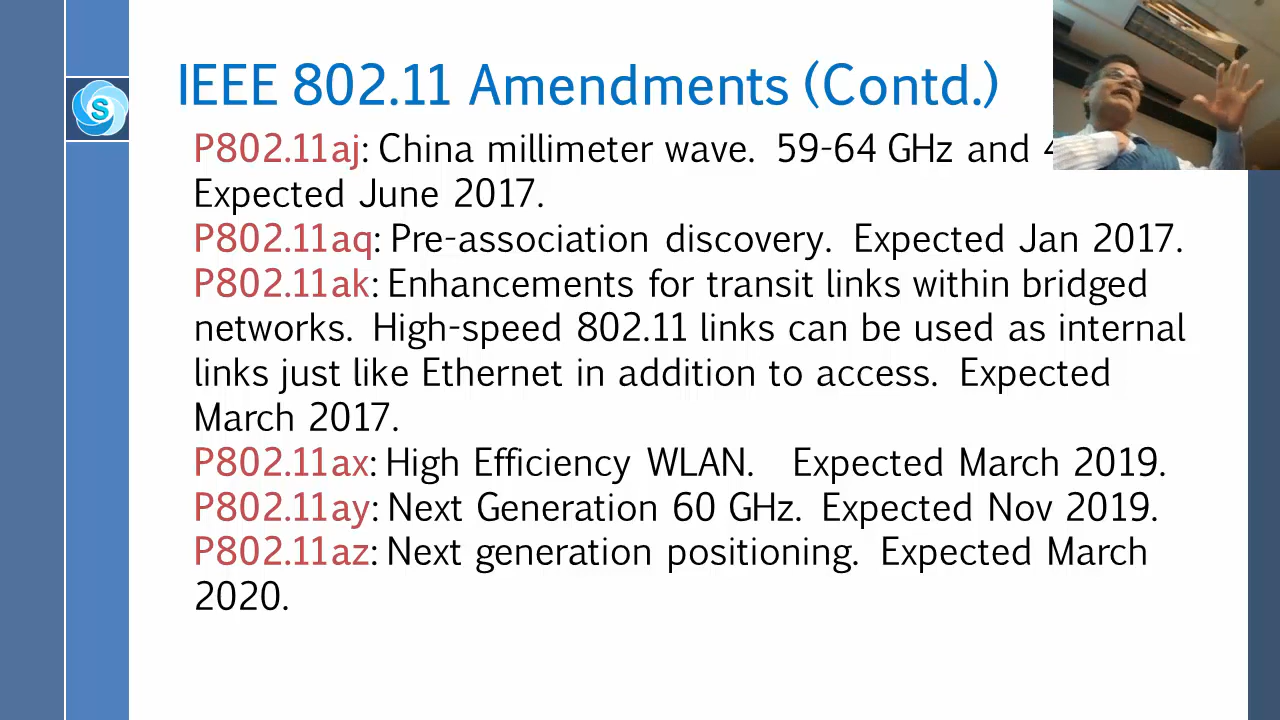 IEEE 802.11 Amendments (Contd.)
S
P802.11aj: China millimeter wave. 59-64 GHz and
Expected June 2017.
P802.11aq: Pre-association discovery. Expected Jan 2017.
P802.11ak: Enhancements for transit links within bridged
networks. High-speed 802.11 links can be used as internal
links just like Ethernet in addition to access. Expected
March 2017.
P802.11ax: High Efficiency WLAN. Expected March 2019.
P802.11ay: Next Generation 60 GHz. Expected Nov 2019.
P802.11az: Next generation positioning. Expected March
2020.